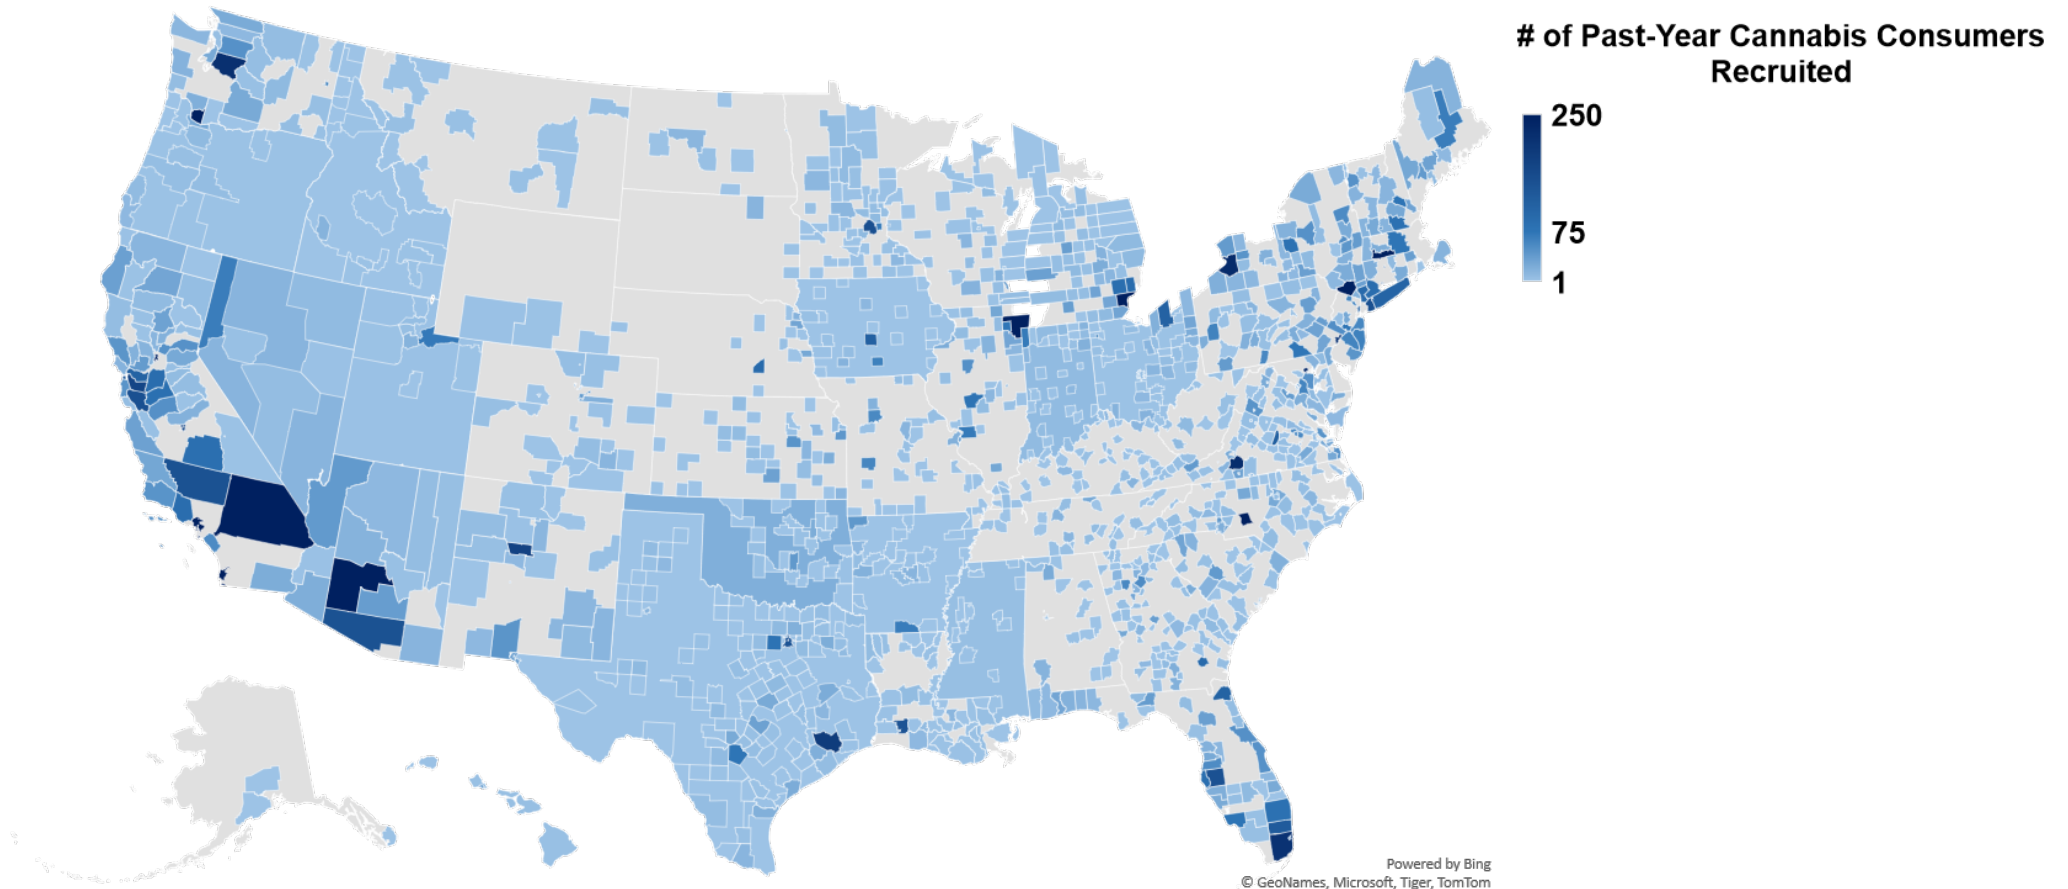 # of Past-Year Cannabis Consumers
Recruited
250
75
1
Powered by Bing
© GeoNames, Microsoft, Tiger, TomTom